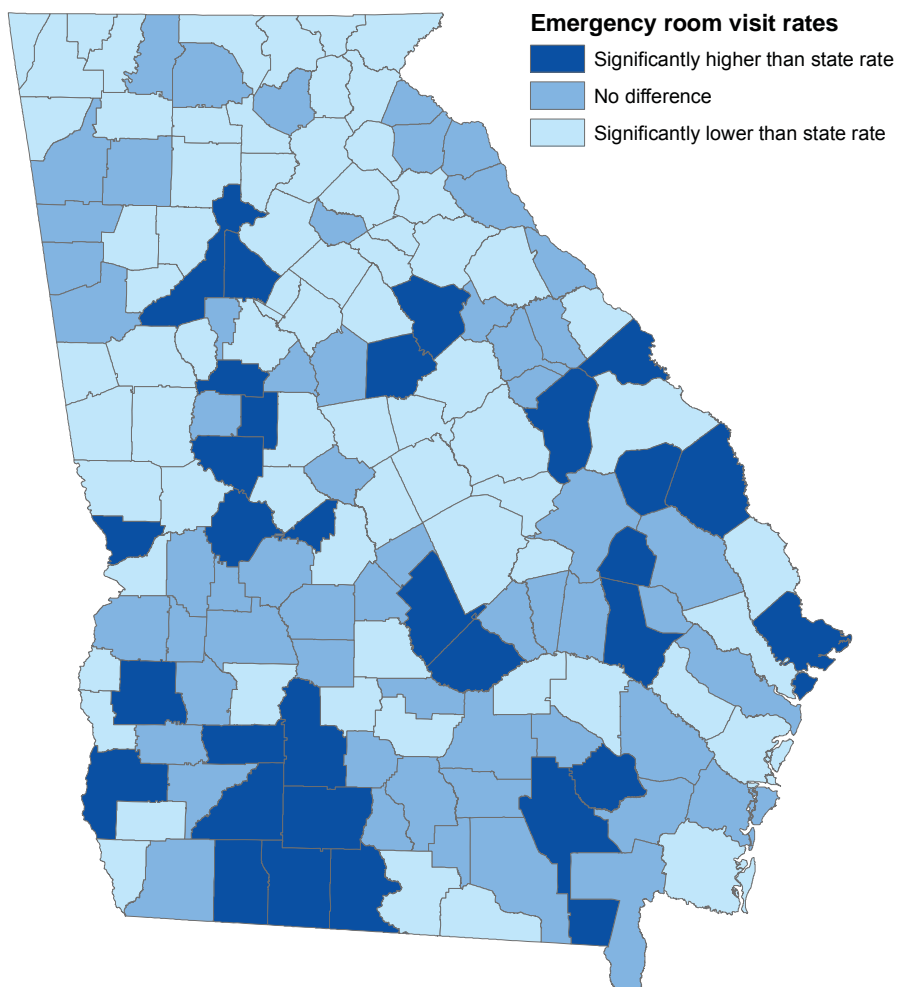 Emergency room visit rates
Significantly higher than state rate
No difference
Significantly lower than state rate